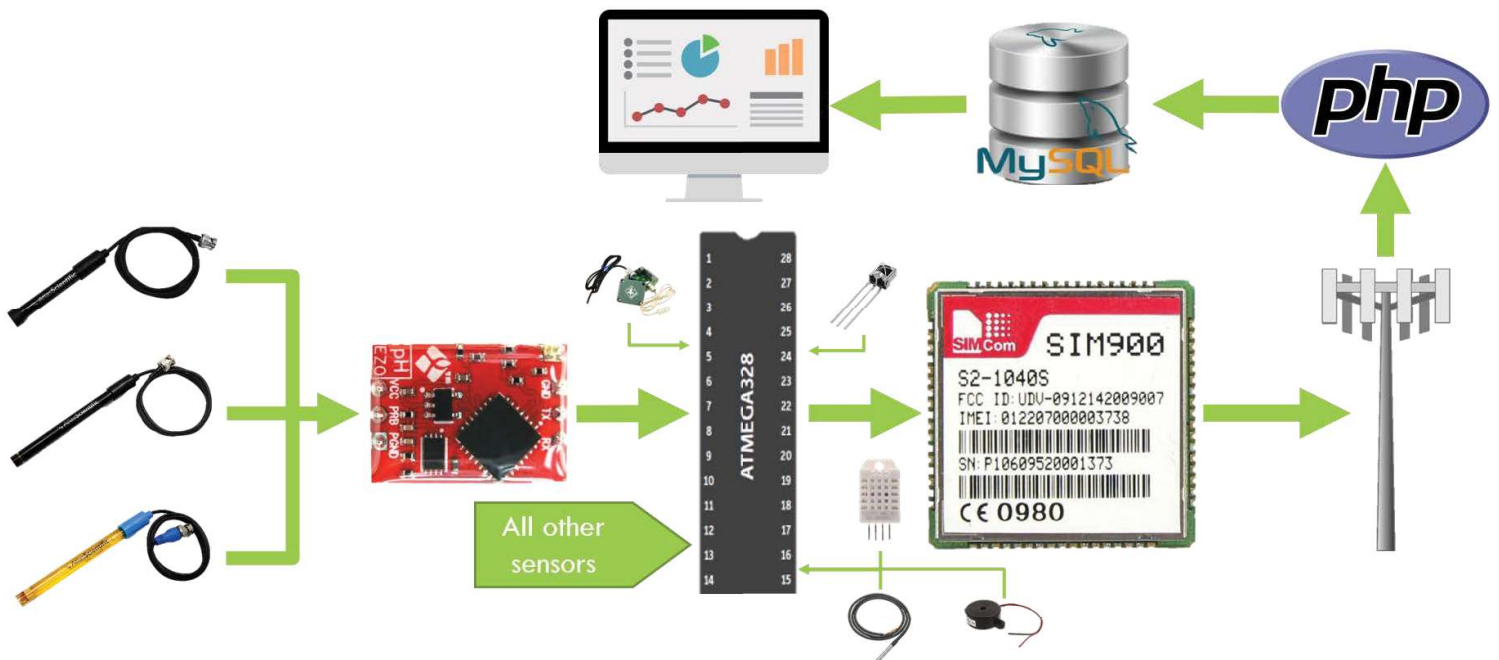 php
MySQL
1
2
3
4
5
6
7
8
9
10
11
12
13
14
28
27
26
25
24
23
22
21
20
19
18
17
16
15
ATMEGA328
pH
EZO
VCC
PRB
PGND
GND
TX
RX
All other
sensors
SIMCom
SIM900
S2-1040S
FCC ID:UDV-0912142009007
IMEI:012207000003738
SN:P10609520001373
CE 0980